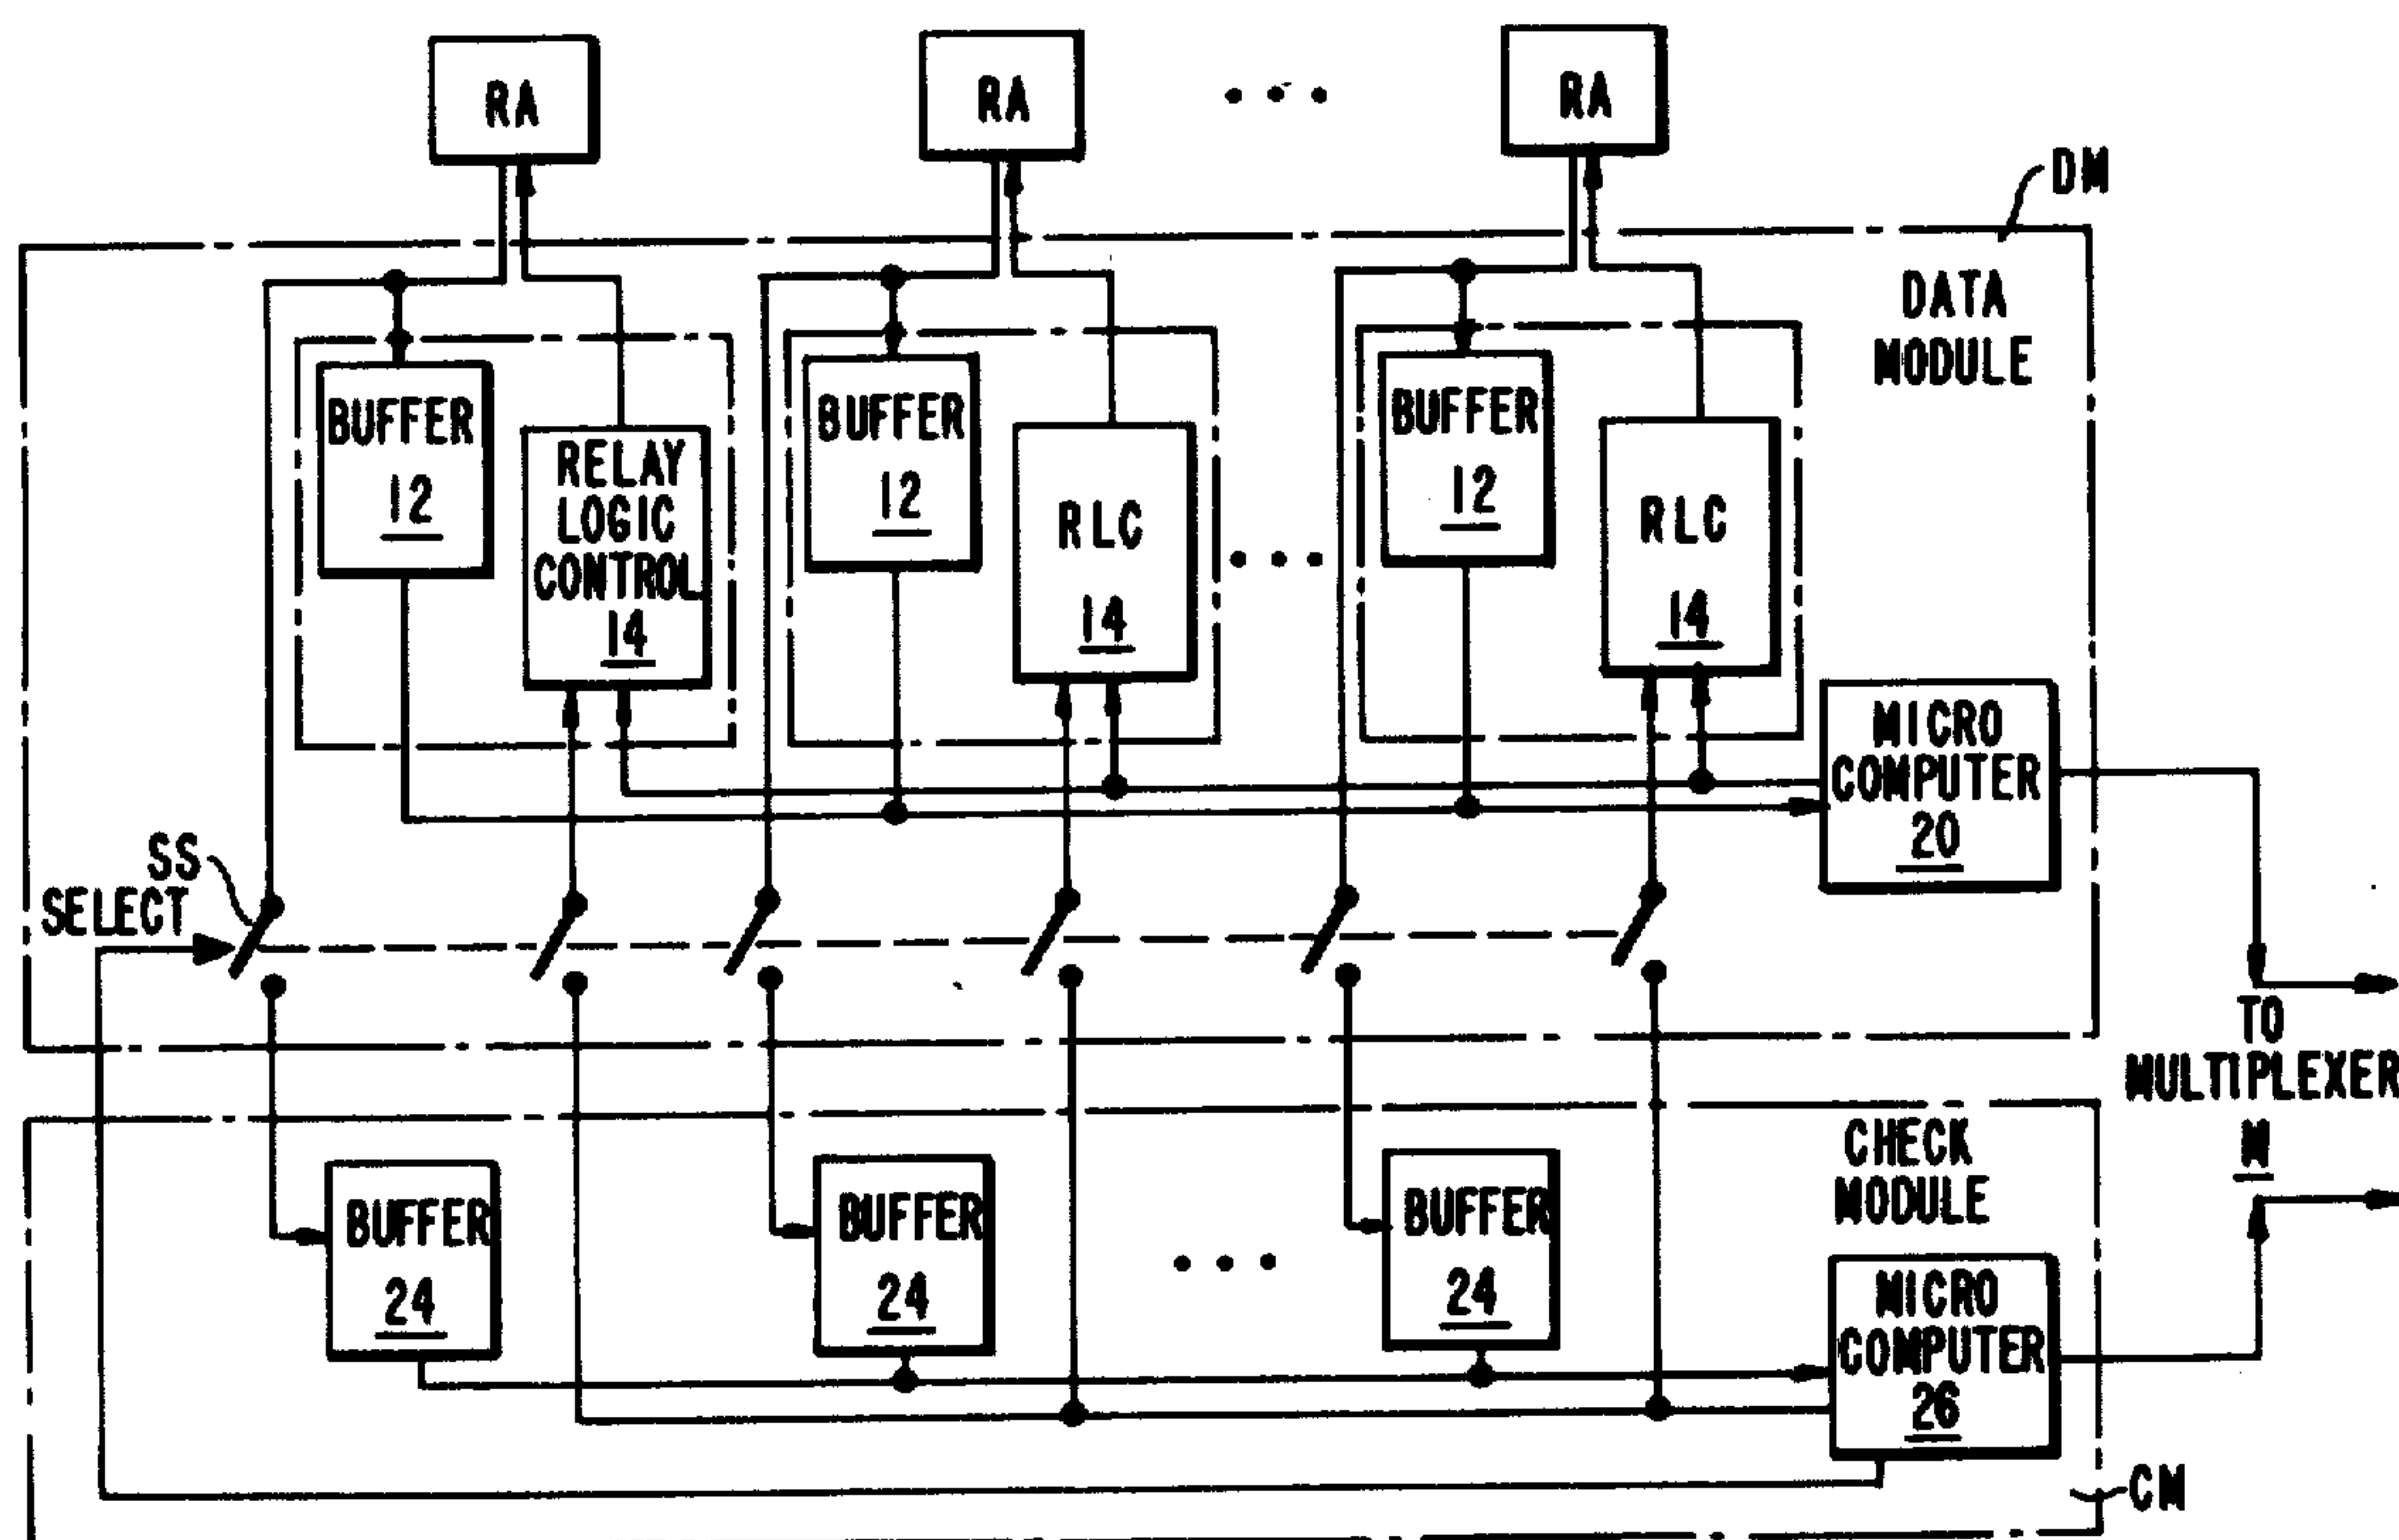 RA
RA
RA
DM
DATA
MODULE
BUFFER
12
RELAY
LOGIC
CONTROL
14
BUFFER
12
RLC
14
BUFFER
12
RLC
14
MICRO
COMPUTER
20
SS
SELECT
TO
MULTIPLEXER
M
CHECK
MODULE
BUFFER
24
BUFFER
24
BUFFER
24
MICRO
COMPUTER
26
CM